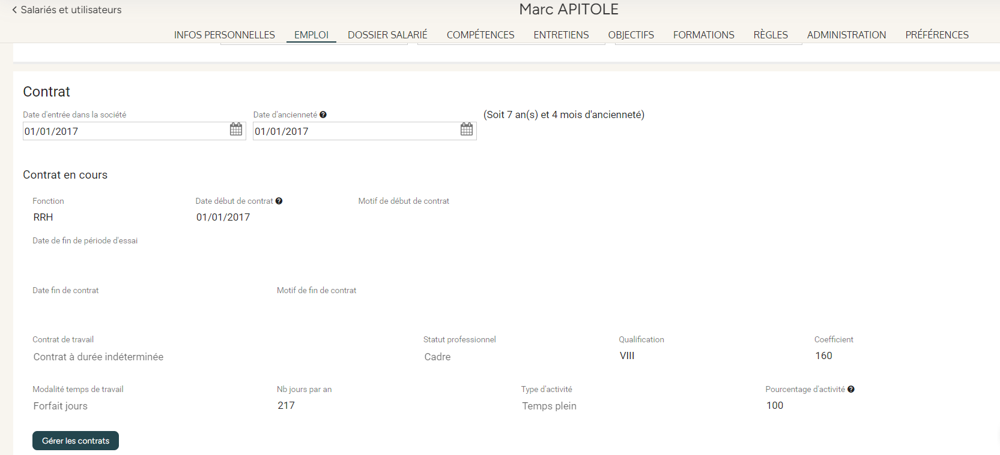 Salariés et utilisateurs
Marc APITOLE
INFOS PERSONNELLES EMPLOI DOSSIER SALARIÉ COMPÉTENCES ENTRETIENS OBJECTIFS FORMATIONS RÈGLES ADMINISTRATION PRÉFÉRENCES
Contrat
Date d'entrée dans la société Date d'ancienneté (Soit 7 an(s) et 4 mois d'ancienneté)
01/01/2017 01/01/2017
Contrat en cours
Fonction Date début de contrat Motif de début de contrat
RRH 01/01/2017
Date de fin de période d'essai
Date fin de contrat Motif de fin de contrat
Contrat de travail Statut professionnel Qualification Coefficient
Contrat à durée indéterminée Cadre VIII 160
Modalité temps de travail Nb jours par an Type d'activité Pourcentage d'activité
Forfait jours 217 Temps plein 100
Gérer les contrats